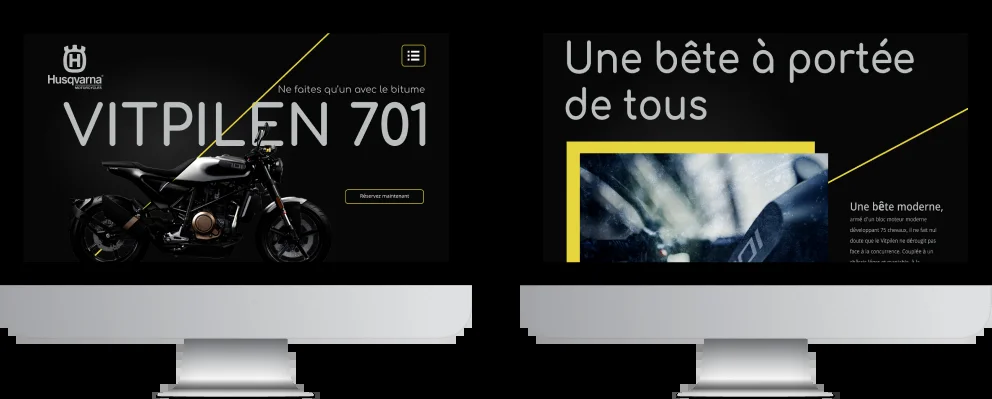 Husqvarna
MOTORCYCLES
Ne faites qu'un avec le bitume
VITPILEN 701
Réservez maintenant
Une bête à portée
de tous
701
Une bête moderne,
armé d'un bloc moteur moderne
développant 75 chevaux, il ne fait nul
doute que le Vitpilen ne dérougit pas
face à la concurrence. Couplée à un